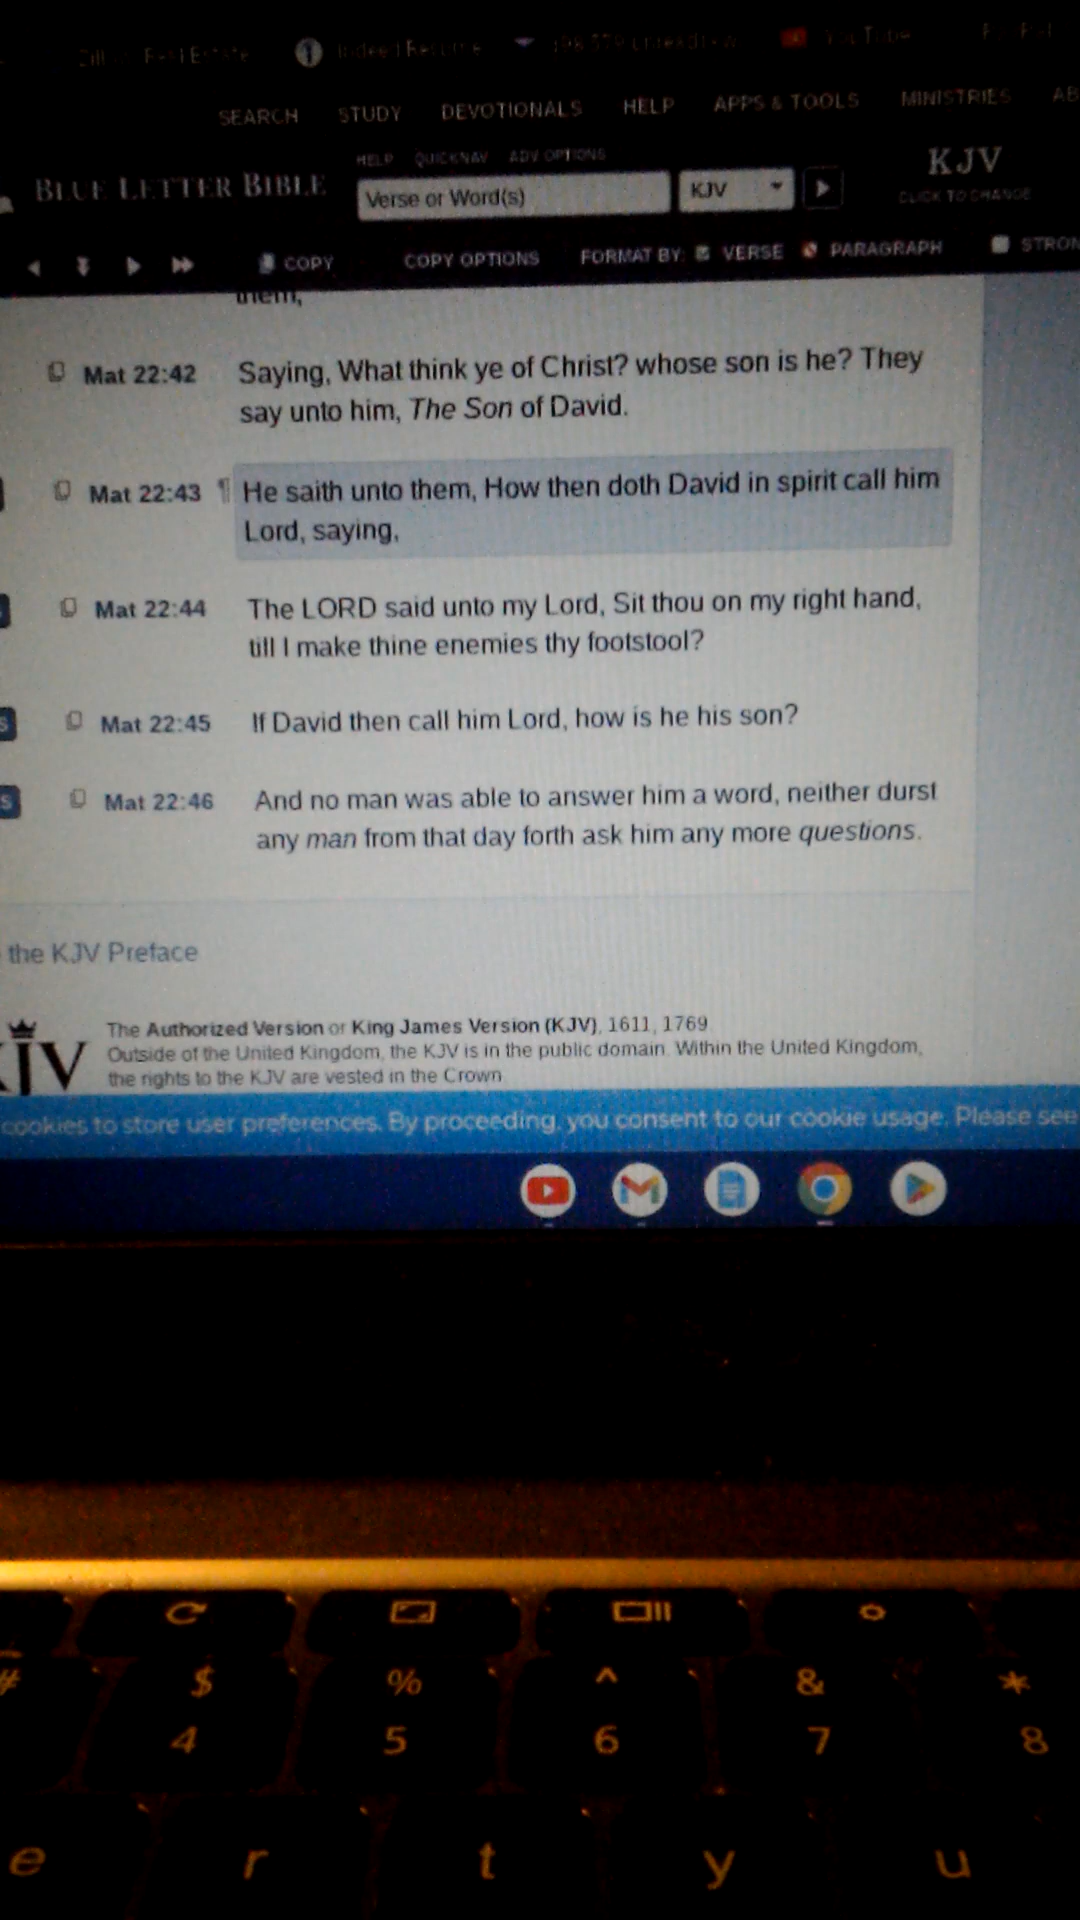 Real Estate
Indeed Resume
YouTube
SEARCH STUDY DEVOTIONALS HELP APPS & TOOLS MINISTRIES AB
HELP QUICKNAV ADV OPTIONS
BLUE LETTER BIBLE
Verse or Word(s) KJV
KJV
CLICK TO CHANGE
COPY COPY OPTIONS FORMAT BY: VERSE PARAGRAPH STRON
them,
Mat 22:42 Saying, What think ye of Christ? whose son is he? They
say unto him, The Son of David.
Mat 22:43 ¶ He saith unto them, How then doth David in spirit call him
Lord, saying,
Mat 22:44 The LORD said unto my Lord, Sit thou on my right hand,
till I make thine enemies thy footstool?
S Mat 22:45 If David then call him Lord, how is he his son?
S Mat 22:46 And no man was able to answer him a word, neither durst
any man from that day forth ask him any more questions.
the KJV Preface
KJV
The Authorized Version or King James Version (KJV), 1611, 1769.
Outside of the United Kingdom, the KJV is in the public domain. Within the United Kingdom,
the rights to the KJV are vested in the Crown.
cookies to store user preferences. By proceeding, you consent to our cookie usage. Please see
# $ % ^ & *
4 5 6 7 8
e r t y u